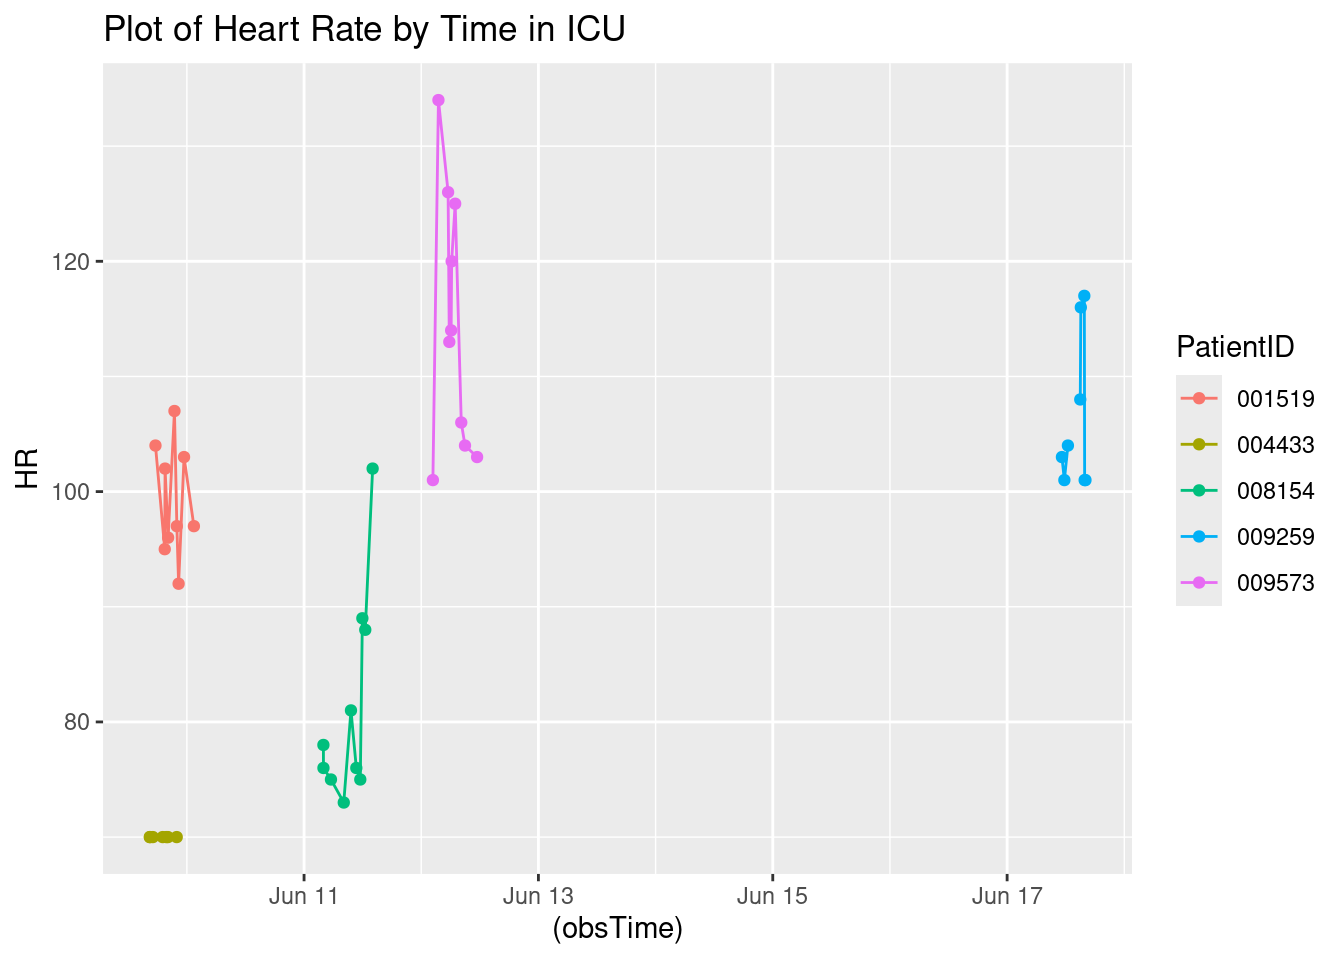 Plot of Heart Rate by Time in ICU
HR
120
100
80
Jun 11
Jun 13
Jun 15
Jun 17
(obsTime)
PatientID
001519
004433
008154
009259
009573